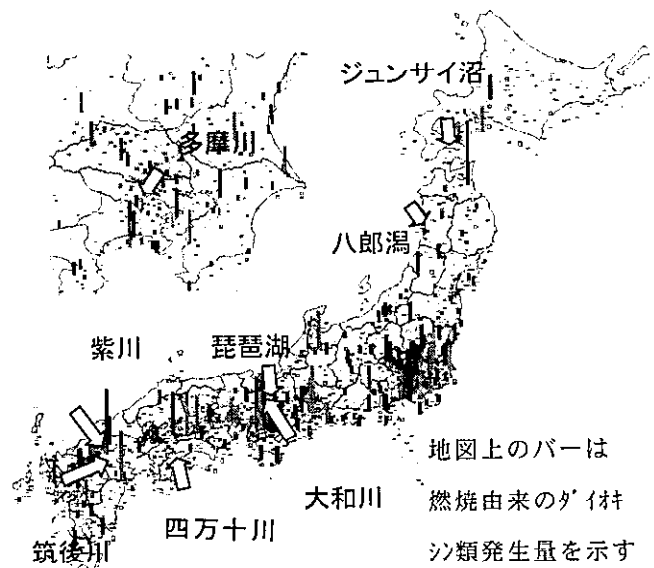 ジュンサイ沼
多摩川
八郎潟
紫川
琵琶湖
大和川
四万十川
筑後川
地図上のバーは
燃焼由来のﾀﾞｲｵｷ
ｼﾝ類発生量を示す